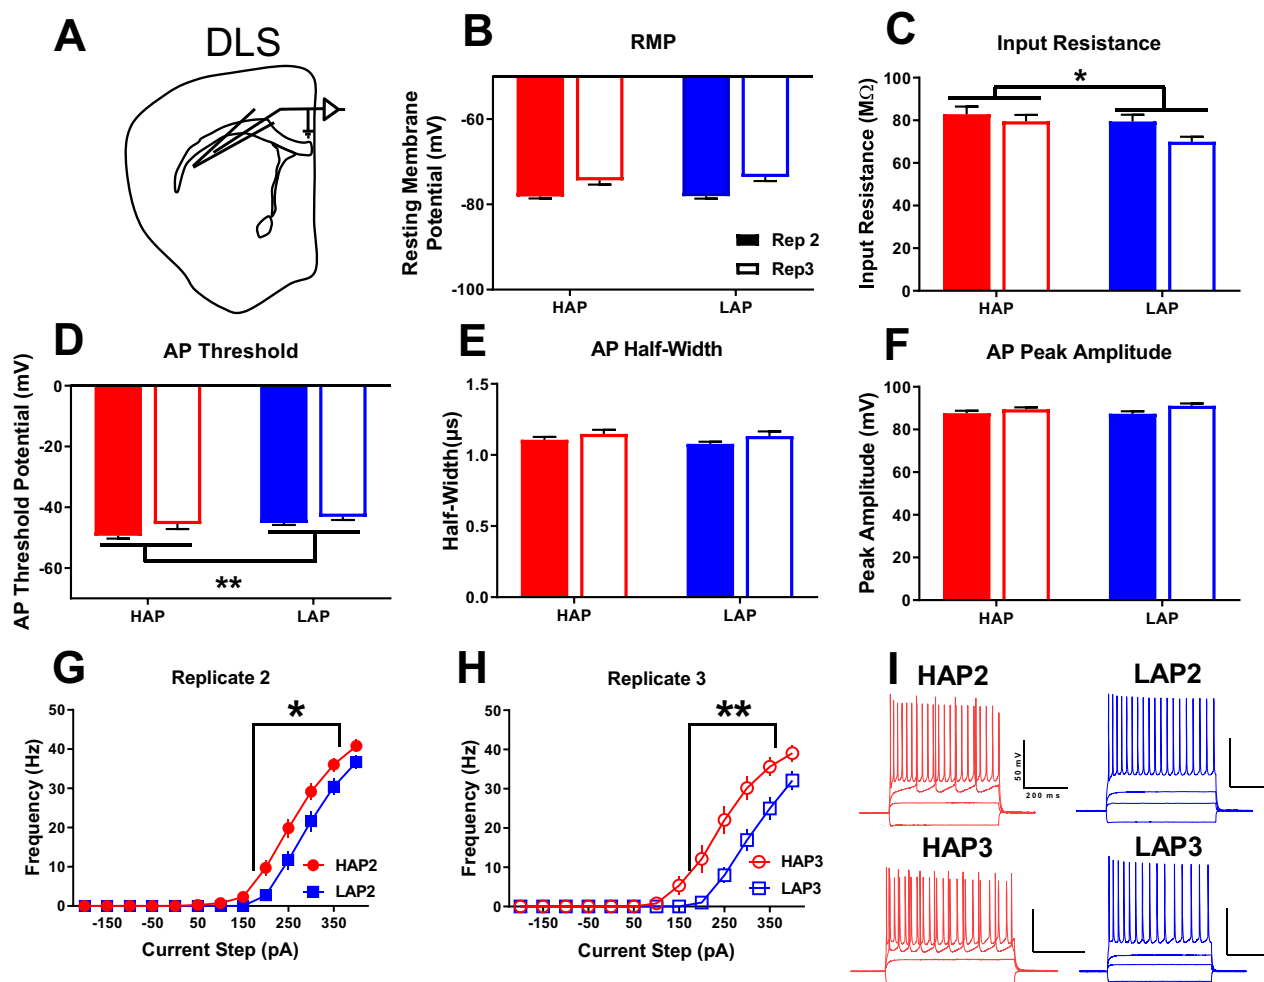 A
DLS
B
RMP
Resting Membrane
Potential (mV)
-60
-80
-100
HAP
LAP
Rep 2
Rep3
C
Input Resistance
Input Resistance (MΩ)
100
80
60
40
20
0
*
HAP
LAP
D
AP Threshold
AP Threshold Potential (mV)
0
-20
-40
-60
**
HAP
LAP
E
AP Half-Width
Half-Width(µs)
1.5
1.0
0.5
0.0
HAP
LAP
F
AP Peak Amplitude
Peak Amplitude (mV)
100
80
60
40
20
0
HAP
LAP
G
Replicate 2
Frequency (Hz)
50
40
30
20
10
0
*
HAP2
LAP2
-150
-50
50
150
250
350
Current Step (pA)
H
Replicate 3
Frequency (Hz)
50
40
30
20
10
0
**
HAP3
LAP3
-150
-50
50
150
250
350
Current Step (pA)
I
HAP2
LAP2
50 mV
200 ms
HAP3
LAP3